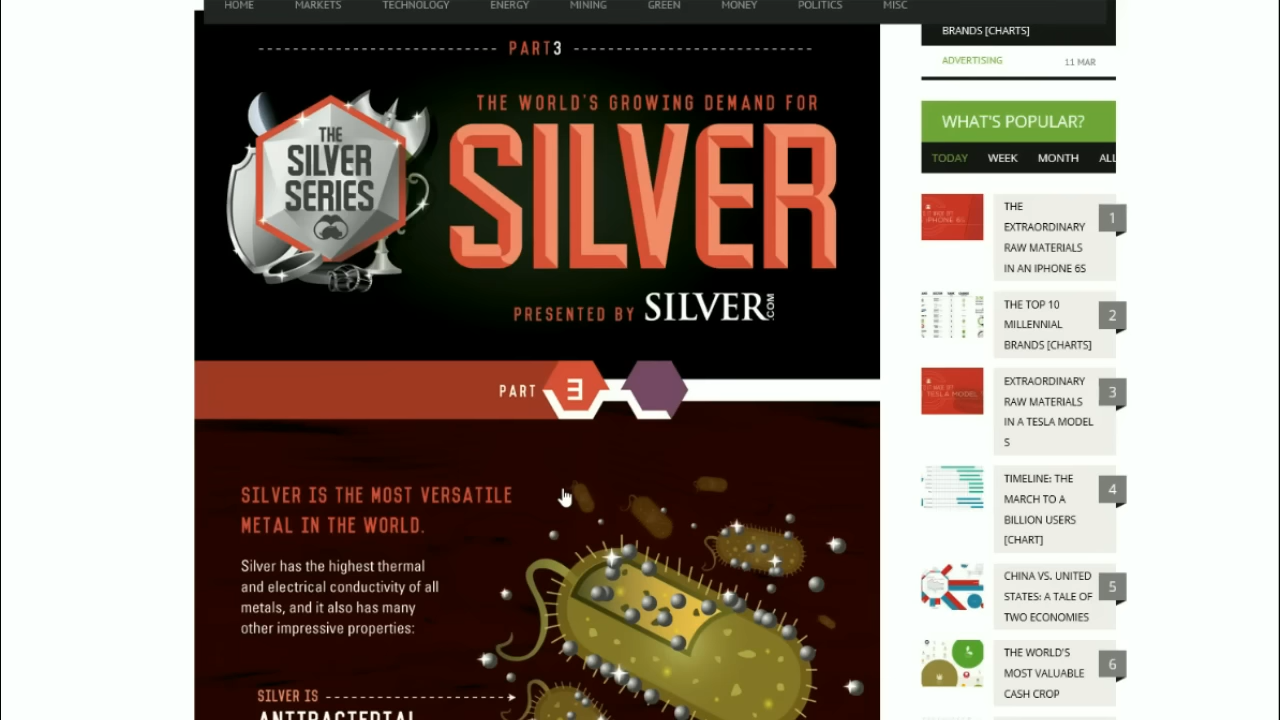 HOME MARKETS TECHNOLOGY ENERGY MINING GREEN MONEY POLITICS MISC
PART3
THE WORLD'S GROWING DEMAND FOR
SILVER
THE
SILVER
SERIES
PRESENTED BY SILVER.COM
PART 3
SILVER IS THE MOST VERSATILE
METAL IN THE WORLD.
Silver has the highest thermal
and electrical conductivity of all
metals, and it also has many
other impressive properties:
SILVER IS
ANTIBACTERIAL
BRANDS [CHARTS]
ADVERTISING 11 MAR
WHAT'S POPULAR?
TODAY WEEK MONTH ALL
THE
EXTRAORDINARY
RAW MATERIALS
IN AN IPHONE 6S
1
THE TOP 10
MILLENNIAL
BRANDS [CHARTS]
2
EXTRAORDINARY
RAW MATERIALS
IN A TESLA MODEL
S
3
TIMELINE: THE
MARCH TO A
BILLION USERS
[CHART]
4
CHINA VS. UNITED
STATES: A TALE OF
TWO ECONOMIES
5
THE WORLD'S
MOST VALUABLE
CASH CROP
6